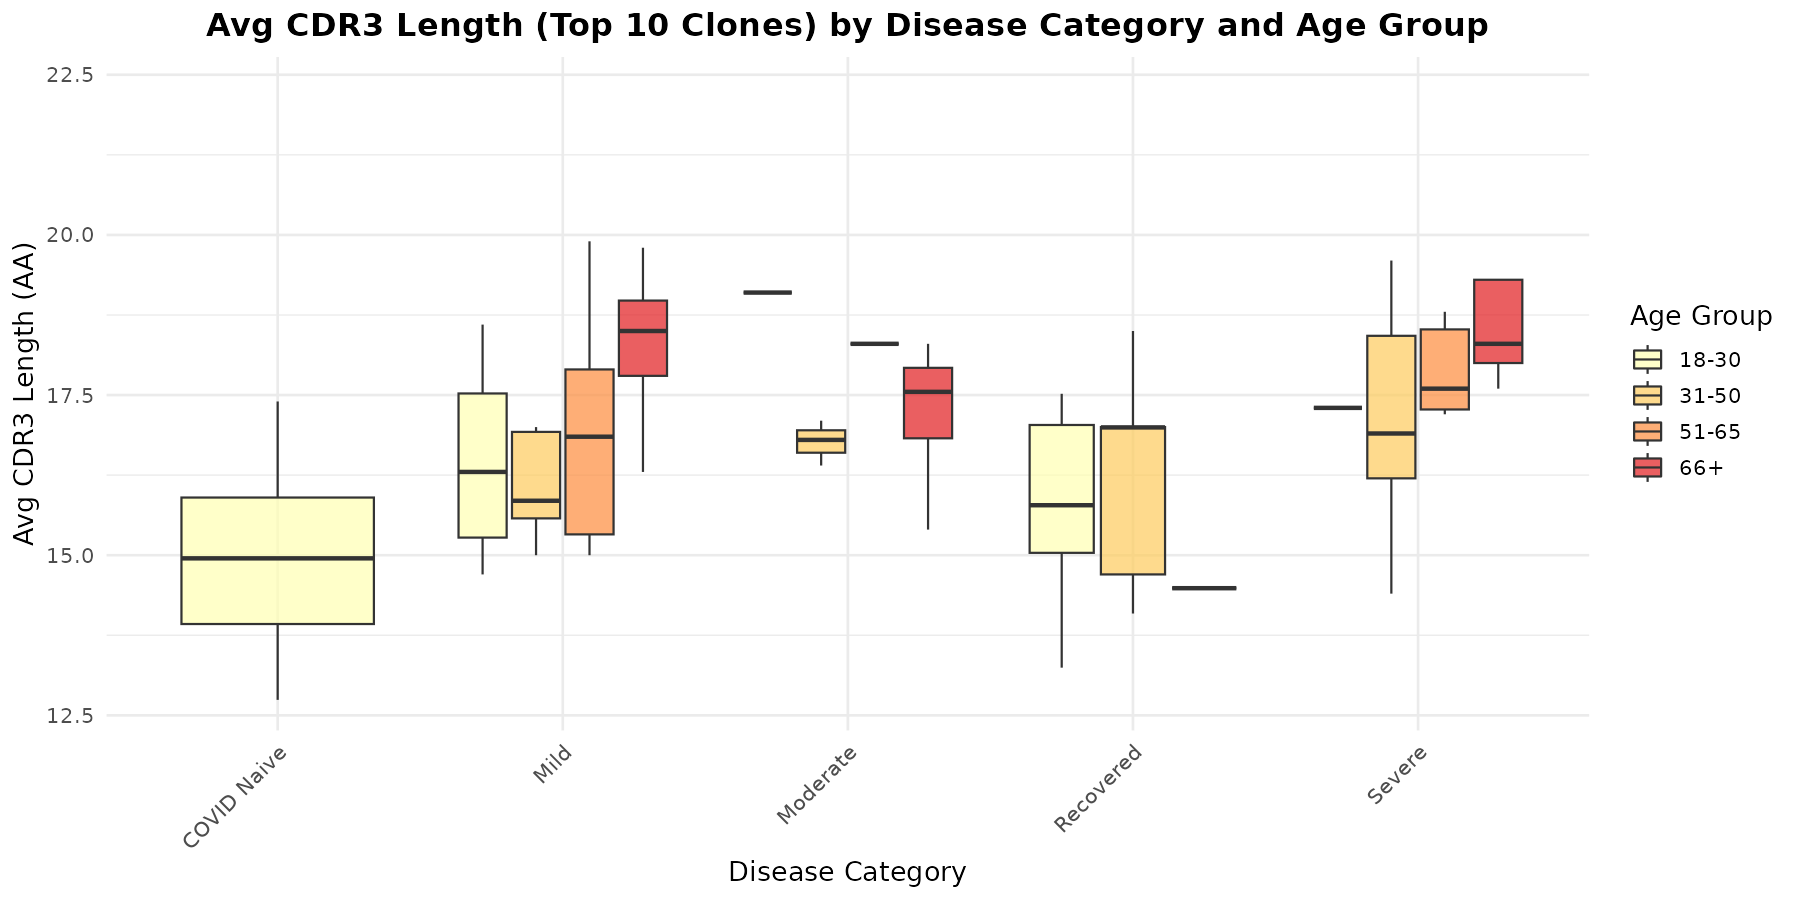 Avg CDR3 Length (Top 10 Clones) by Disease Category and Age Group
Avg CDR3 Length (AA)
22.5
20.0
17.5
15.0
12.5
COVID Naive
Mild
Moderate
Recovered
Severe
Disease Category
Age Group
18-30
31-50
51-65
66+